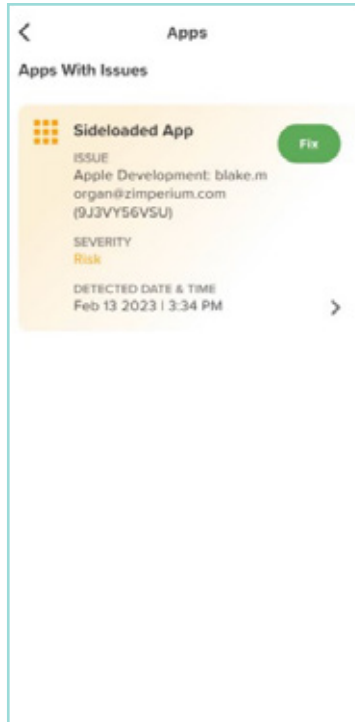 Apps
Apps With Issues
Sideloaded App
Fix
ISSUE
Apple Development: blake.m
organ@zimperium.com
(9J3VY56VSU)
SEVERITY
Risk
DETECTED DATE & TIME
Feb 13 2023 | 3:34 PM